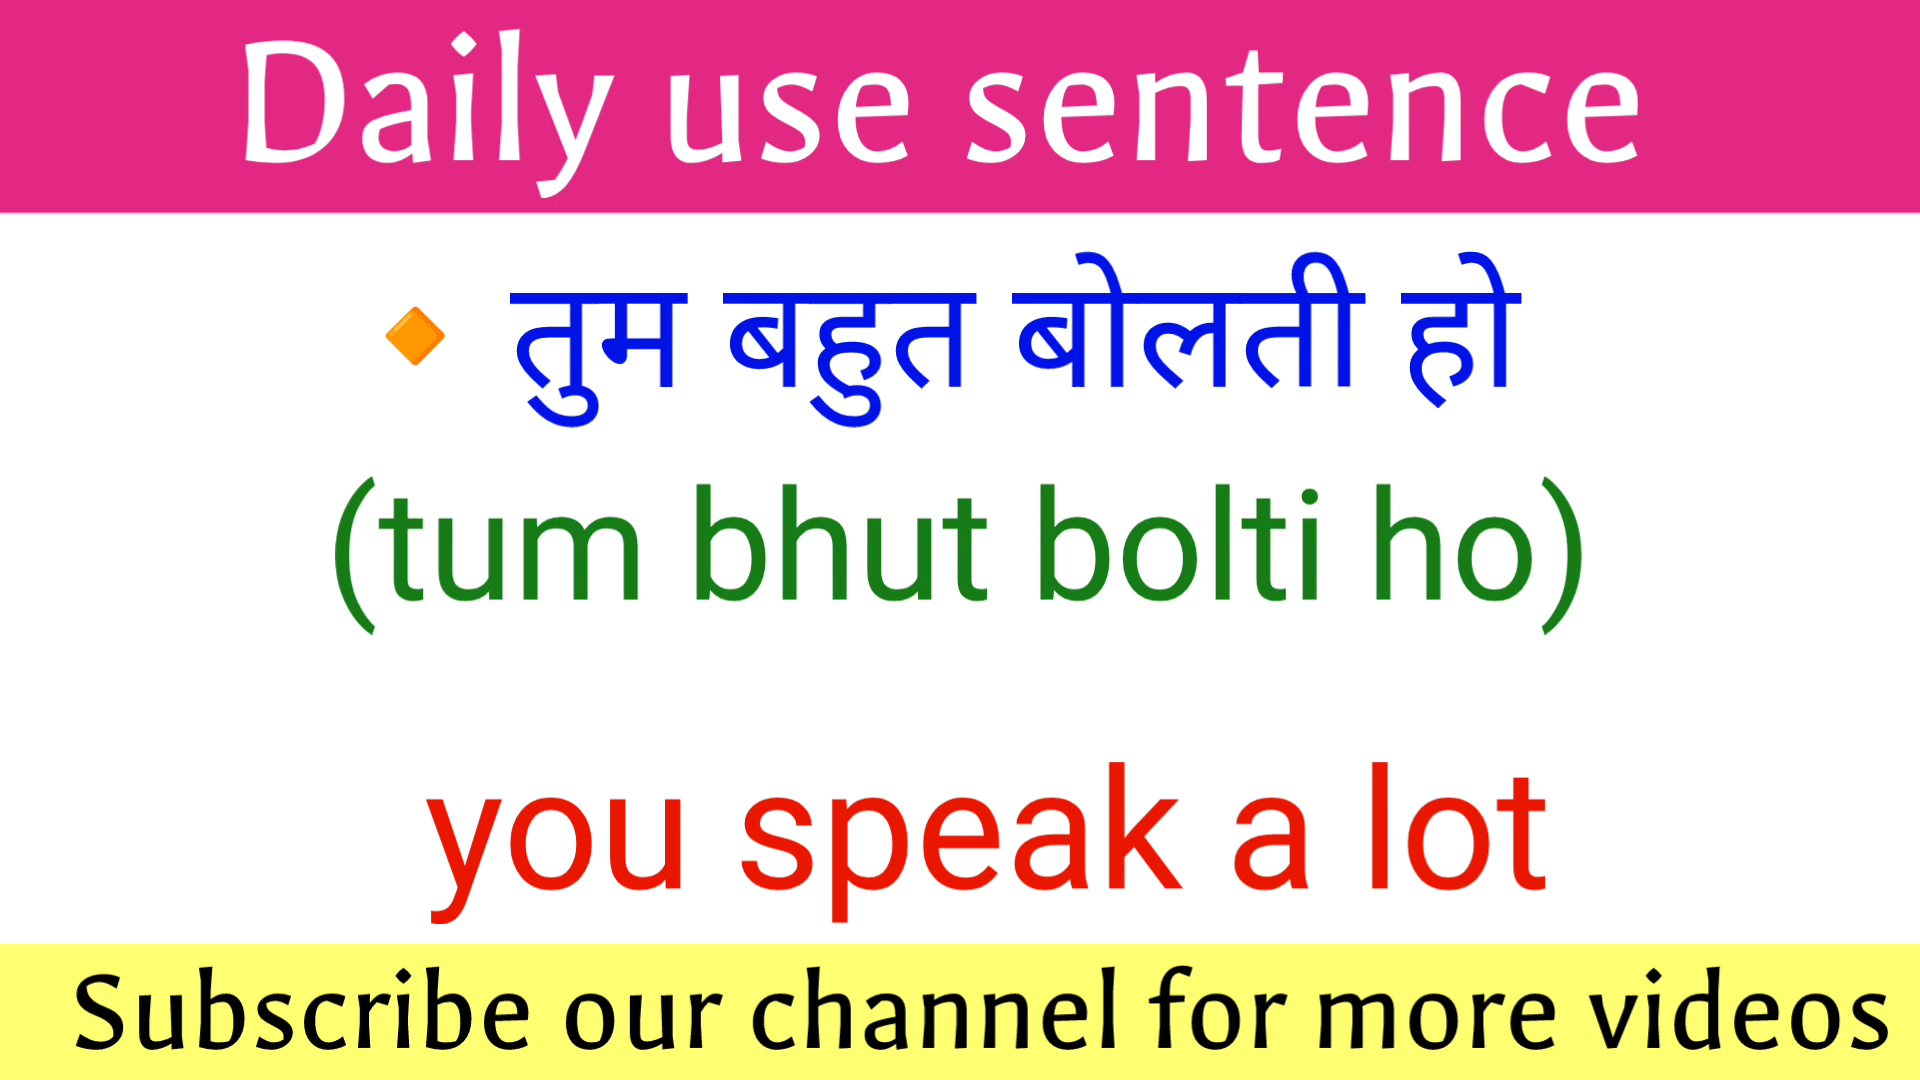 Daily use sentence
🔸 तुम बहुत बोलती हो
(tum bhut bolti ho)
you speak a lot
Subscribe our channel for more videos